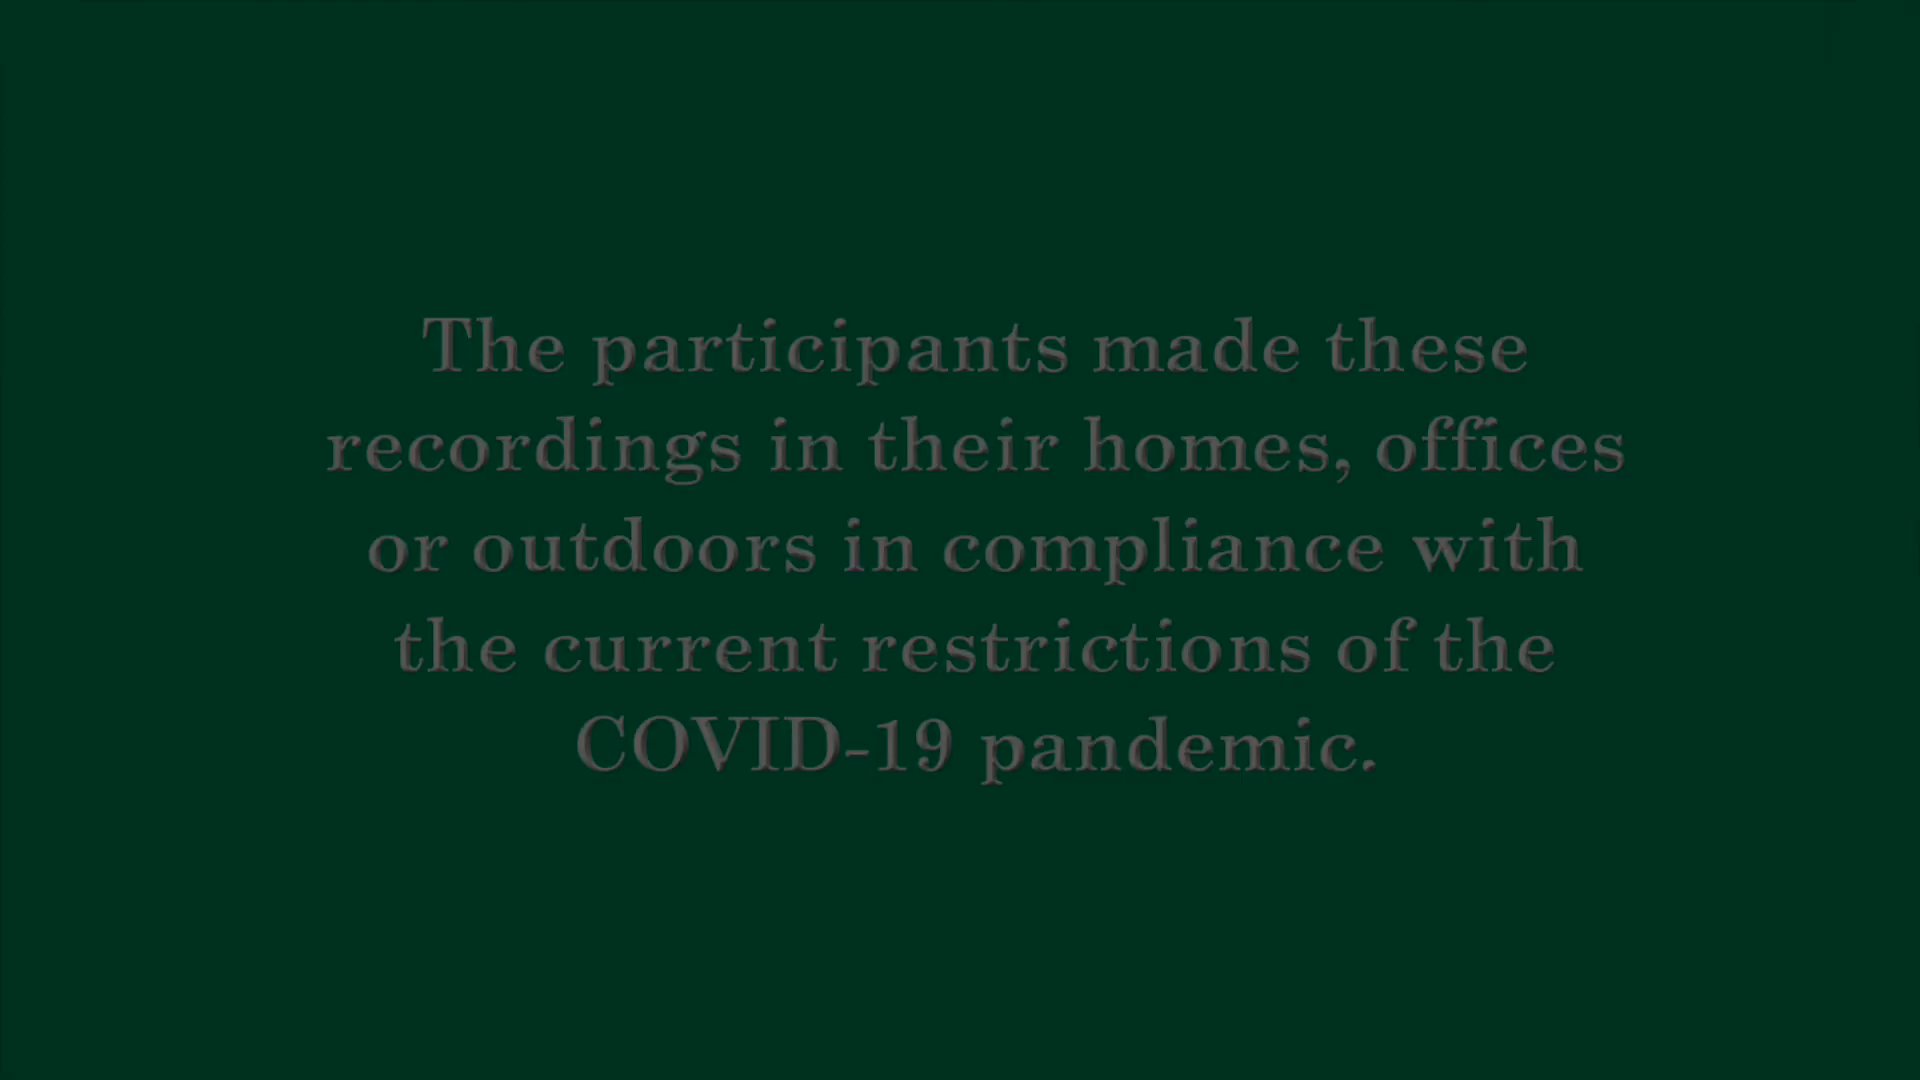 The participants made these
recordings in their homes, offices
or outdoors in compliance with
the current restrictions of the
COVID-19 pandemic.